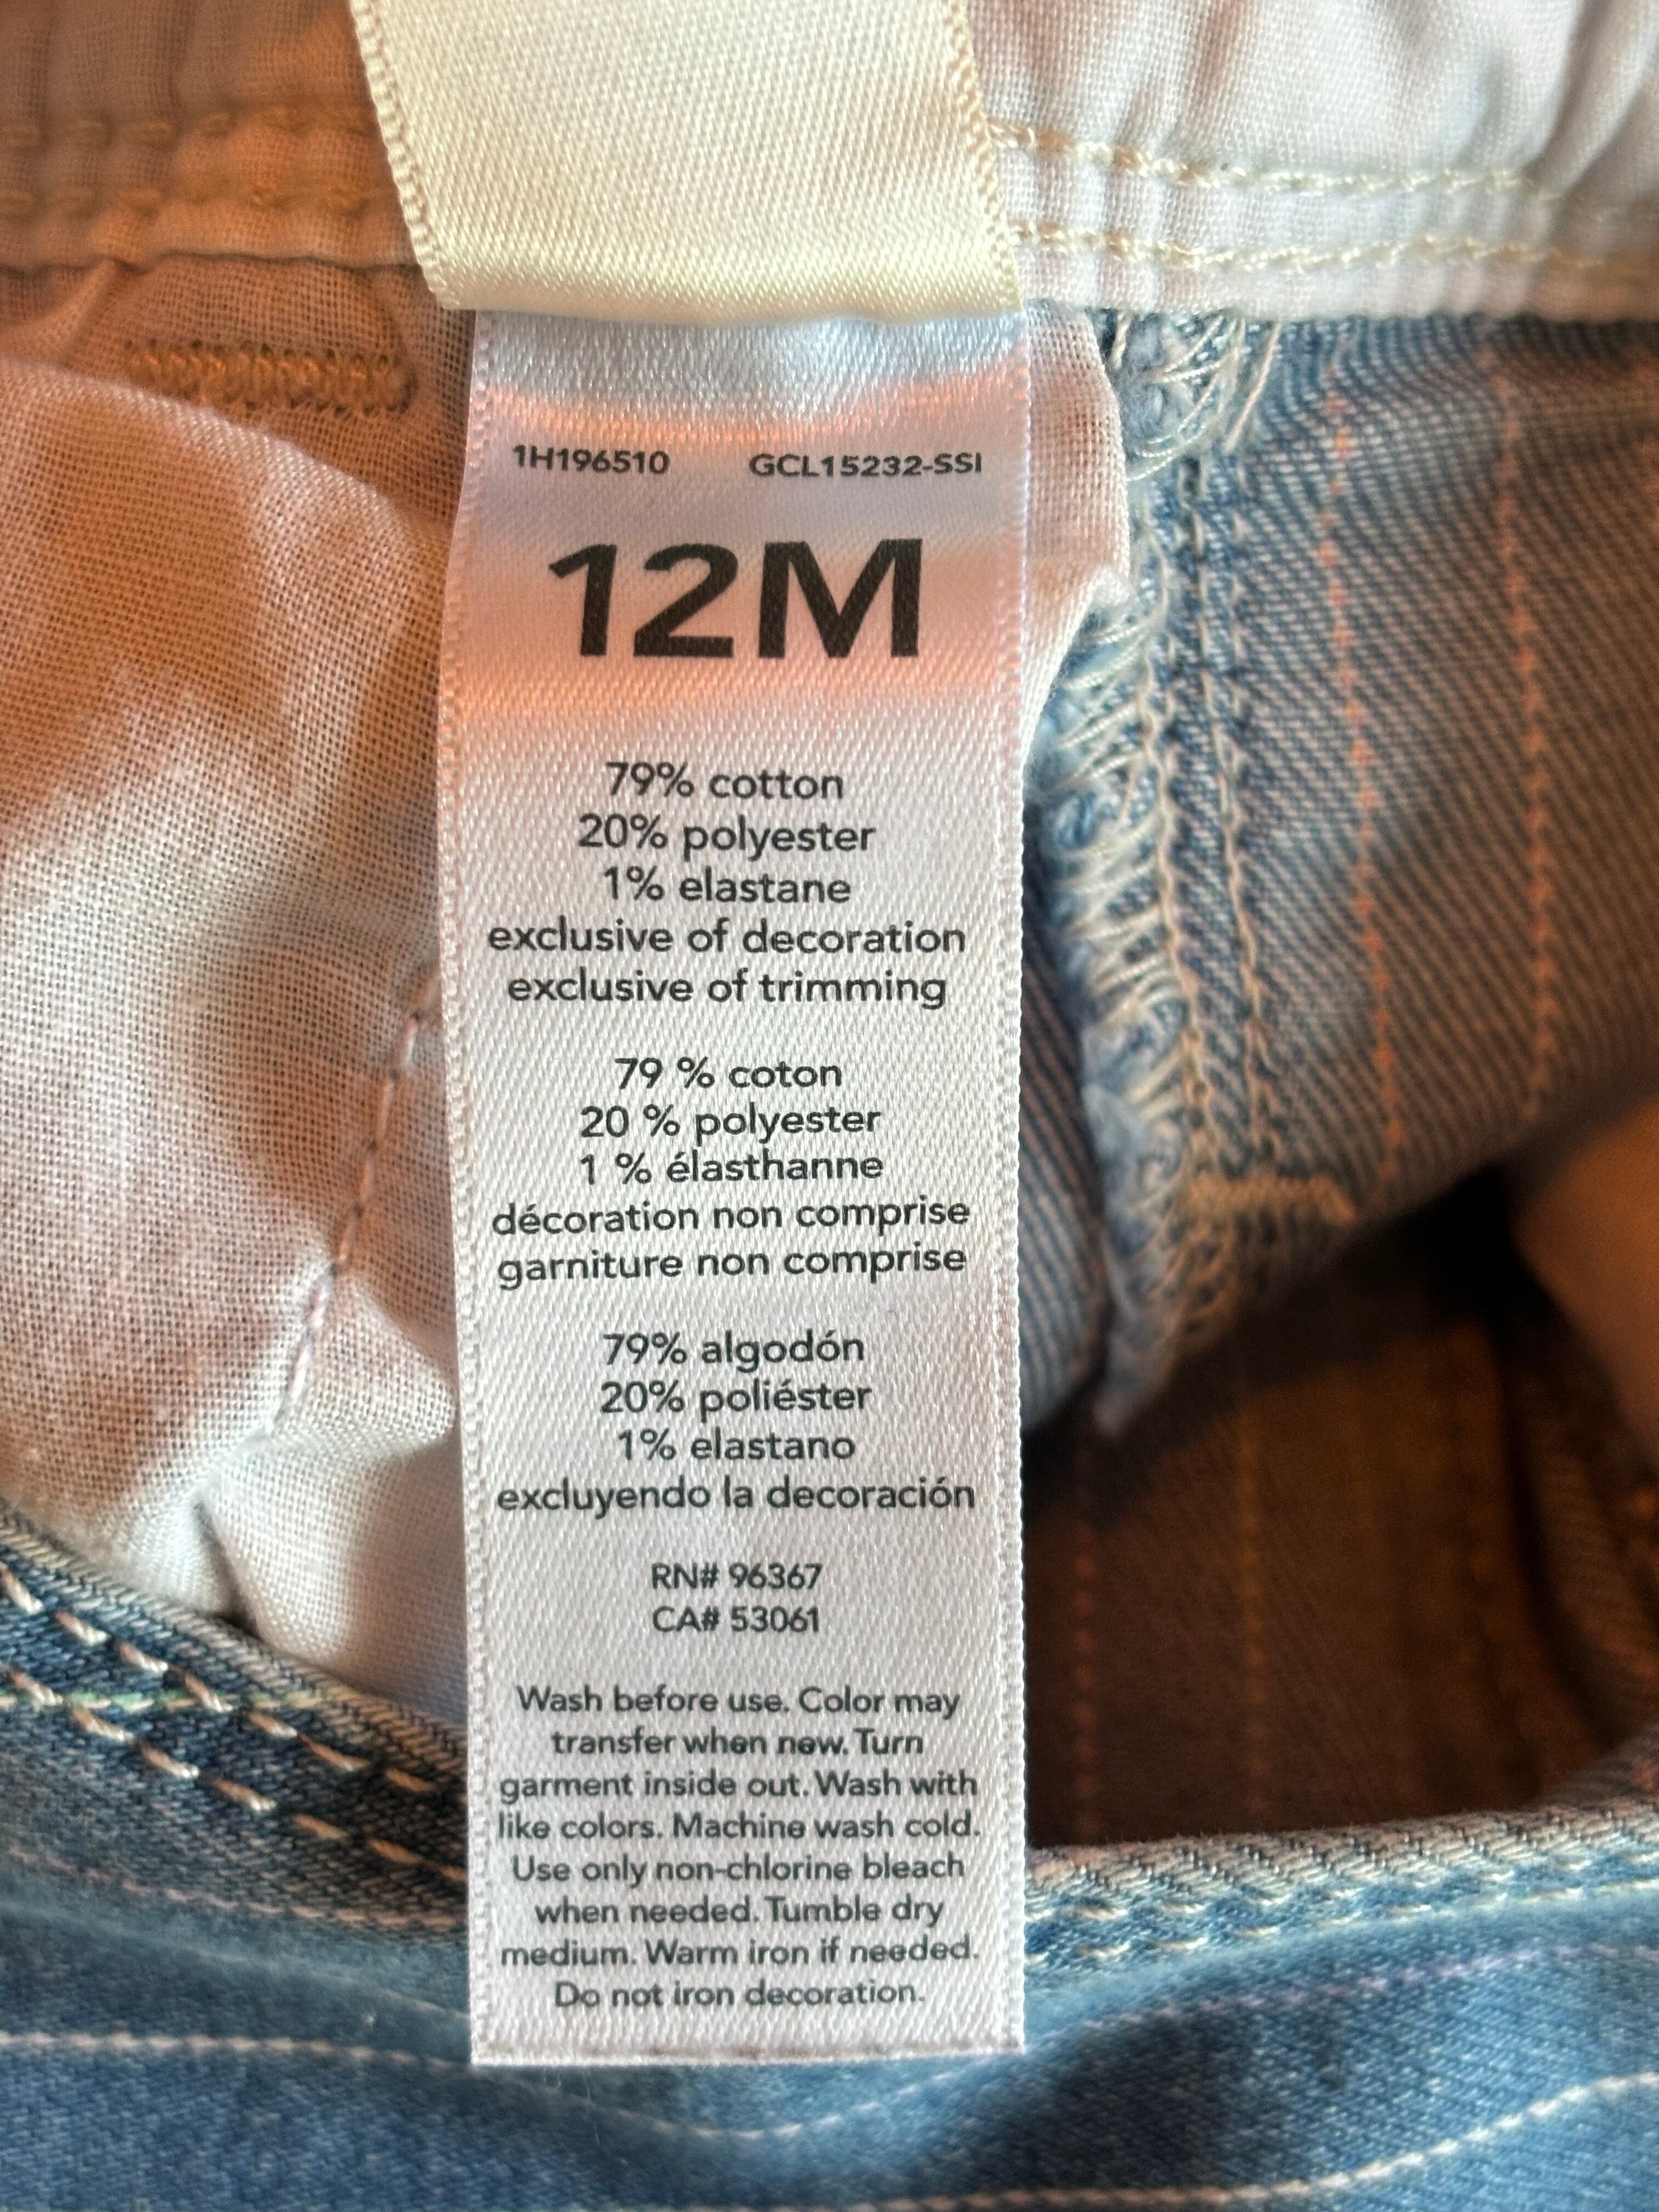 1H196510 GCL15232-SSI
12M
79% cotton
20% polyester
1% elastane
exclusive of decoration
exclusive of trimming
79 % coton
20 % polyester
1 % élasthanne
décoration non comprise
garniture non comprise
79% algodón
20% poliéster
1% elastano
excluyendo la decoración
RN# 96367
CA# 53061
Wash before use. Color may
transfer when new. Turn
garment inside out. Wash with
like colors. Machine wash cold.
Use only non-chlorine bleach
when needed. Tumble dry
medium. Warm iron if needed.
Do not iron decoration.